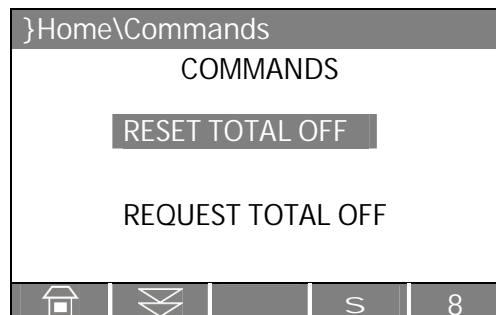 }Home\Commands
COMMANDS
RESET TOTAL OFF
REQUEST TOTAL OFF
S 8